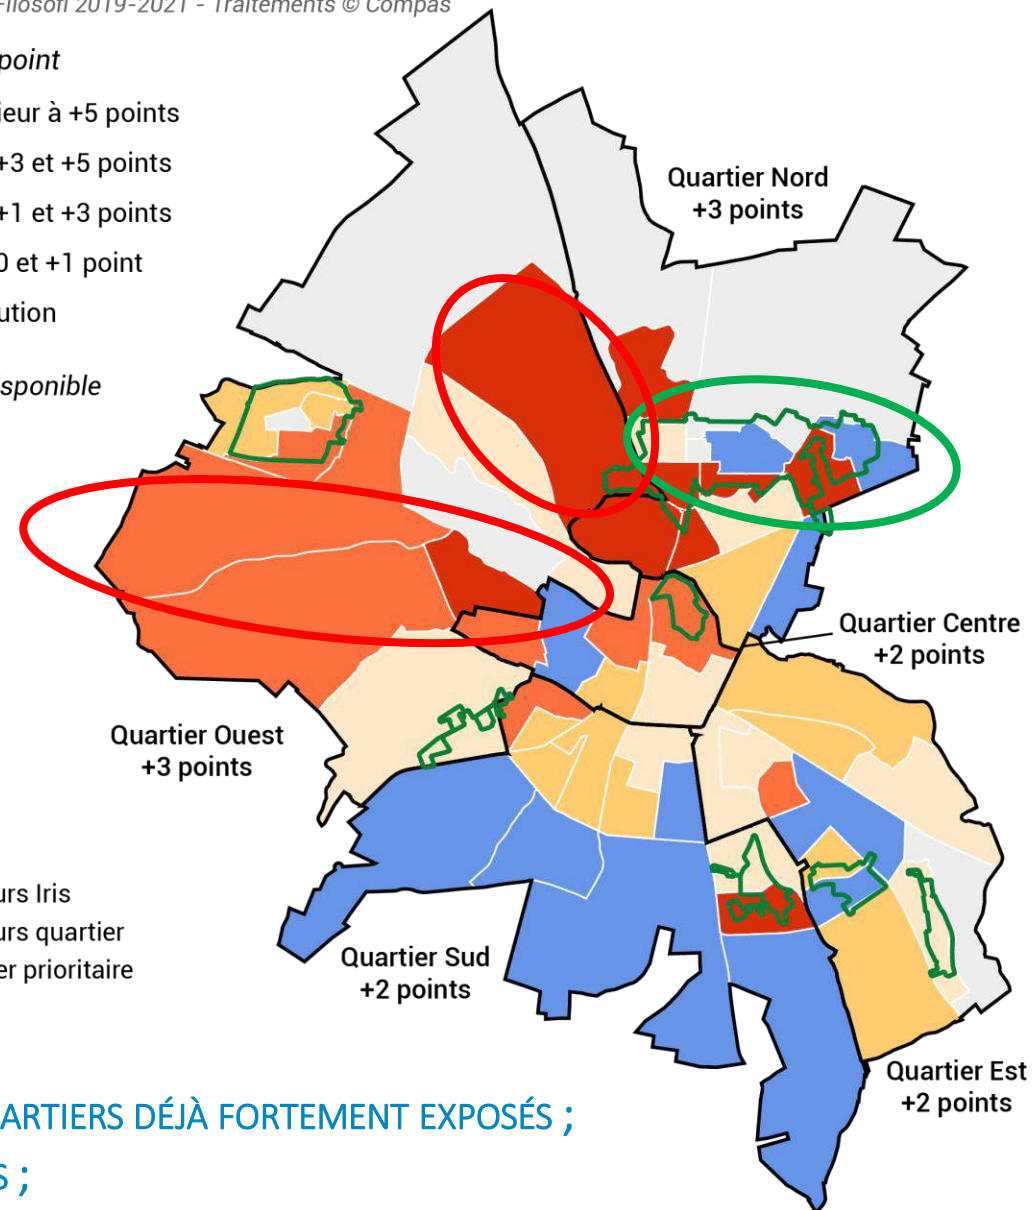 Filosofi 2019-2021 - Traitements © Compas
point
ieur à +5 points
+3 et +5 points
+1 et +3 points
0 et +1 point
ution
isponible
Quartier Nord
+3 points
Quartier Centre
+2 points
Quartier Ouest
+3 points
urs Iris
urs quartier
er prioritaire
Quartier Sud
+2 points
Quartier Est
+2 points
ARTIERS DÉJÀ FORTEMENT EXPOSÉS ;
S ;